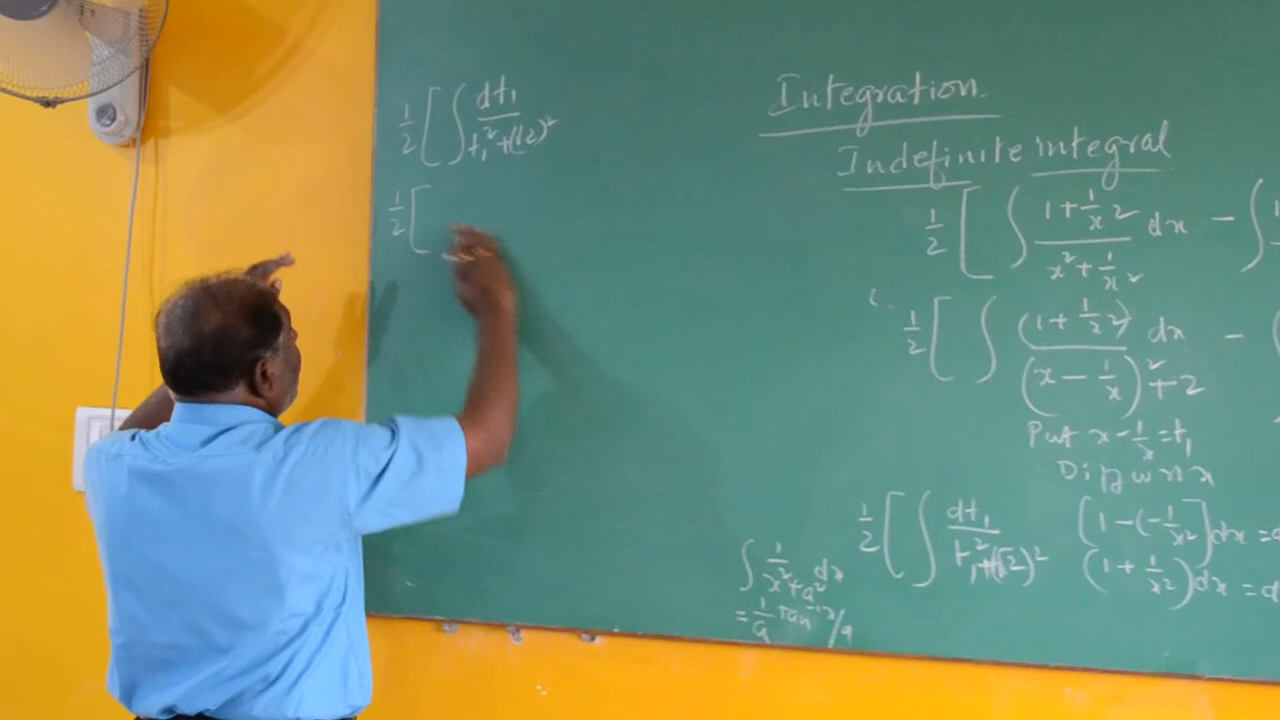 1/2 [ ∫ dt₁ / t₁² + (√2)²
1/2 [
Integration
Indefinite integral
1/2 [ ∫ 1 + 1/x² / x² + 1/x² dx - ∫
1/2 [ ∫ (1 + 1/x²) / (x - 1/x)² + 2 dx - (
Put x - 1/x = t₁
Diff w r x
1/2 [ ∫ dt₁ / t₁² + (√2)² [1 - (-1/x²)] dx = d
(1 + 1/x²) dx = d
∫ 1 / x² + a² dx
= 1/a tan⁻¹ x/a